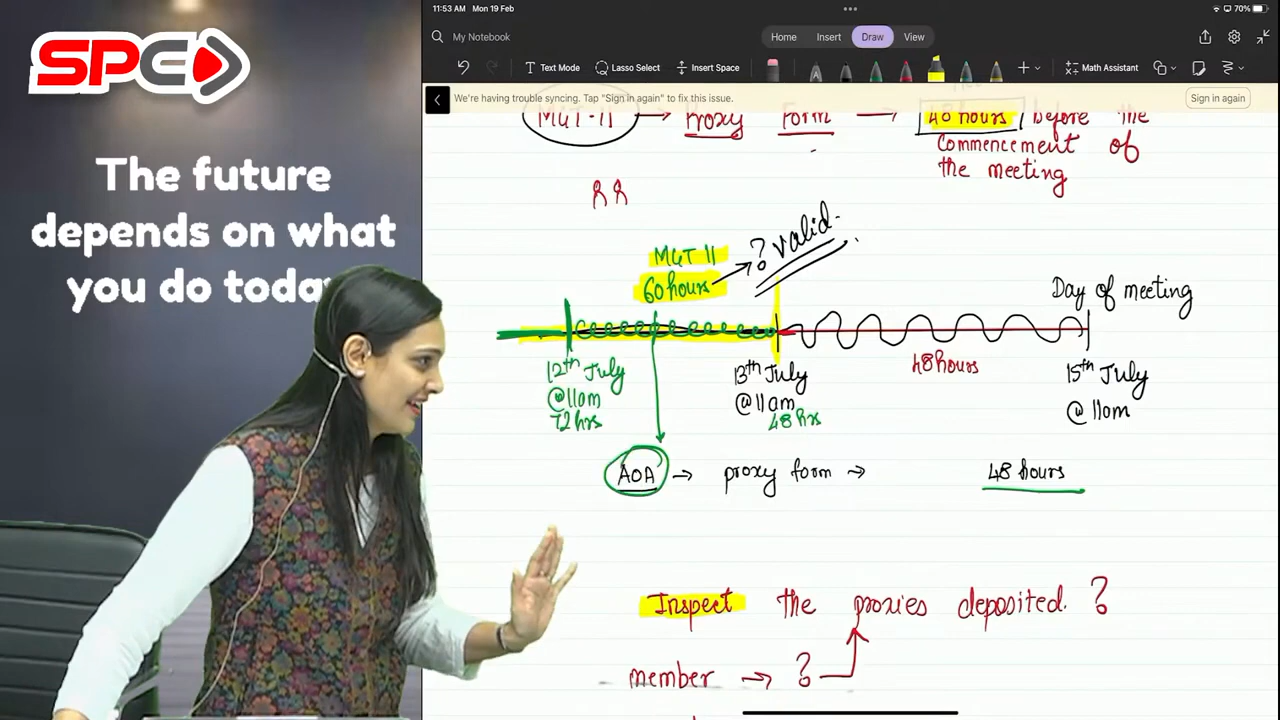 11:53 AM Mon 19 Feb
70%
SPE
My Notebook
Home Insert Draw View
Text Mode Lasso Select Insert Space Math Assistant
We're having trouble syncing. Tap "Sign in again" to fix this issue.
Sign in again
The future
depends on what
you do toda
MGT-11 → Proxy Form → 48 hours before the
commencement of
the meeting
MGT 11
60 hours → ? valid.
Day of meeting
48 hours
12th July
@ 11am
72 hrs
13th July
@ 11am
48 hrs
15th July
@ 11am
AOA → proxy form → 48 hours
Inspect the proxies deposited. ?
member → ?